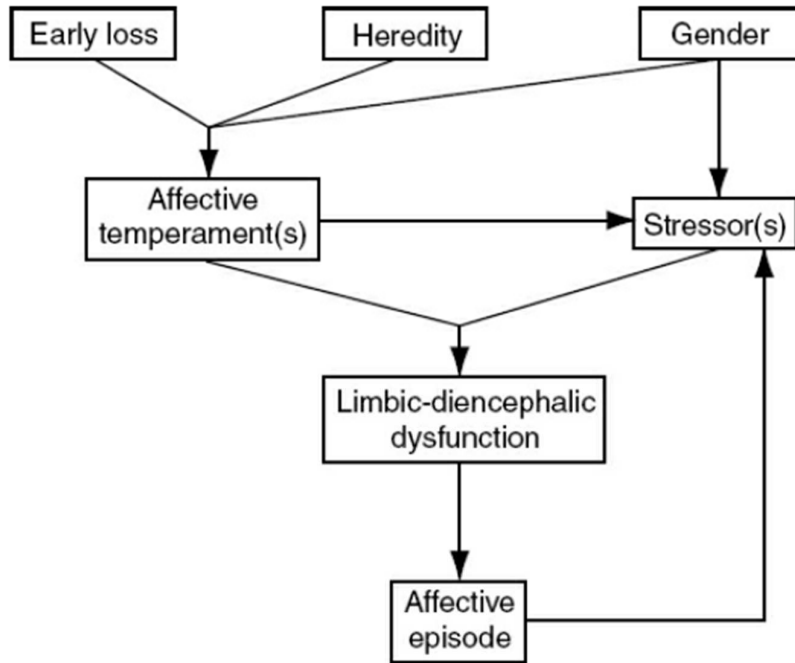 Early loss
Heredity
Gender
Affective
temperament(s)
Stressor(s)
Limbic-diencephalic
dysfunction
Affective
episode